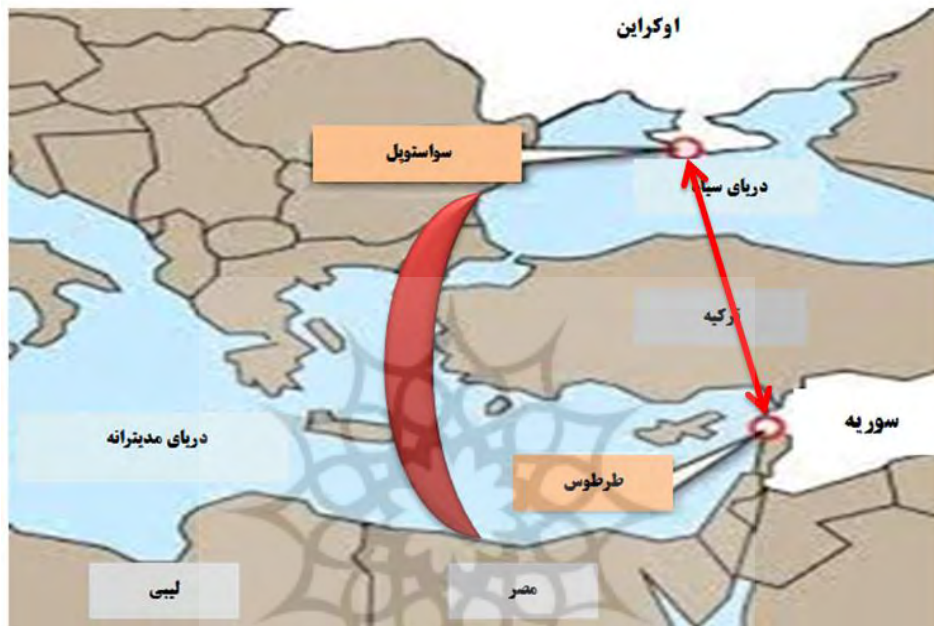 اوکراین
سواستوپل
دریای سیاه
ترکیه
سوریه
دریای مدیترانه
طرطوس
لیبی
مصر